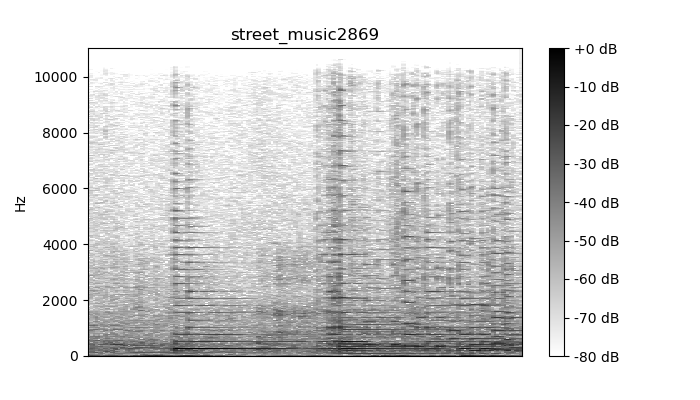 street_music2869
Hz
10000
8000
6000
4000
2000
0
+0 dB
-10 dB
-20 dB
-30 dB
-40 dB
-50 dB
-60 dB
-70 dB
-80 dB